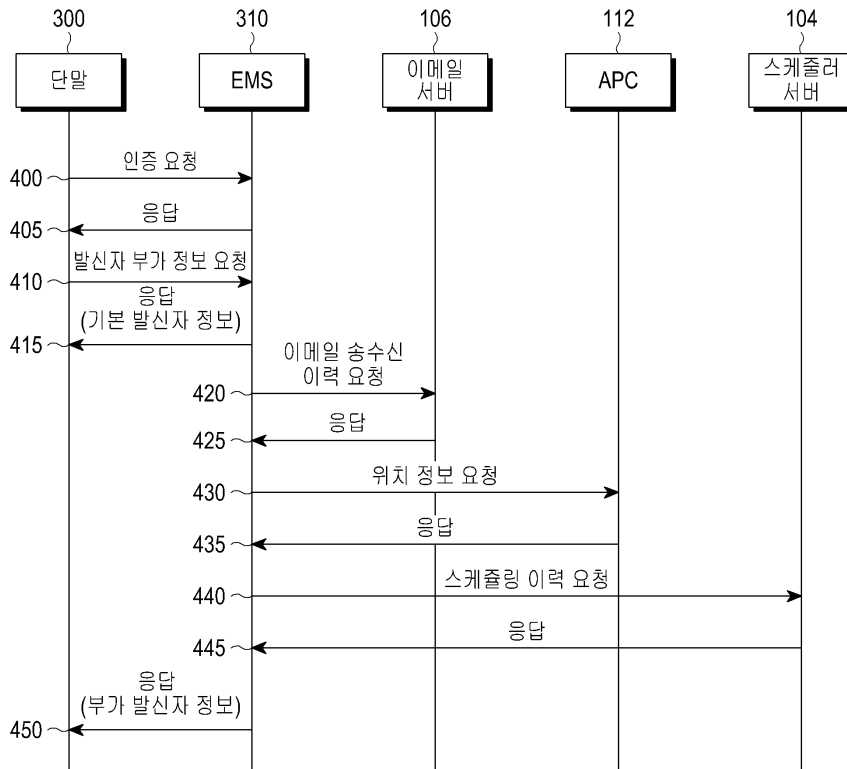 300
310
106
112
104
단말
EMS
이메일
서버
APC
스케줄러
서버
인증 요청
400
응답
405
발신자 부가 정보 요청
410
응답
(기본 발신자 정보)
415
이메일 송수신
이력 요청
420
응답
425
위치 정보 요청
430
응답
435
스케쥴링 이력 요청
440
응답
445
응답
(부가 발신자 정보)
450